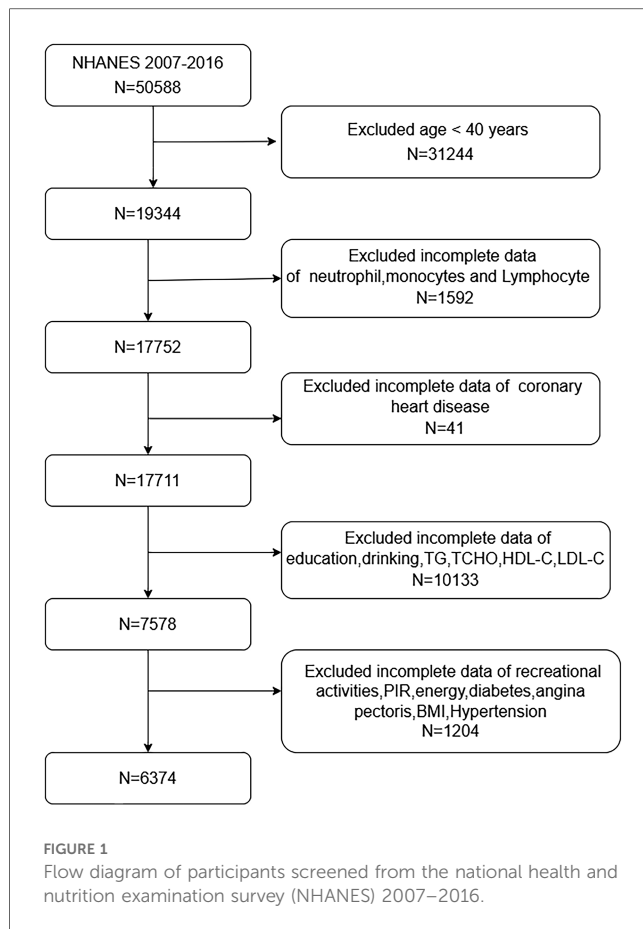 NHANES 2007-2016
N=50588
Excluded age < 40 years
N=31244
N=19344
Excluded incomplete data
of neutrophil,monocytes and Lymphocyte
N=1592
N=17752
Excluded incomplete data of coronary
heart disease
N=41
N=17711
Excluded incomplete data of
education,drinking,TG,TCHO,HDL-C,LDL-C
N=10133
N=7578
Excluded incomplete data of recreational
activities,PIR,energy,diabetes,angina
pectoris,BMI,Hypertension
N=1204
N=6374
FIGURE 1
Flow diagram of participants screened from the national health and
nutrition examination survey (NHANES) 2007–2016.